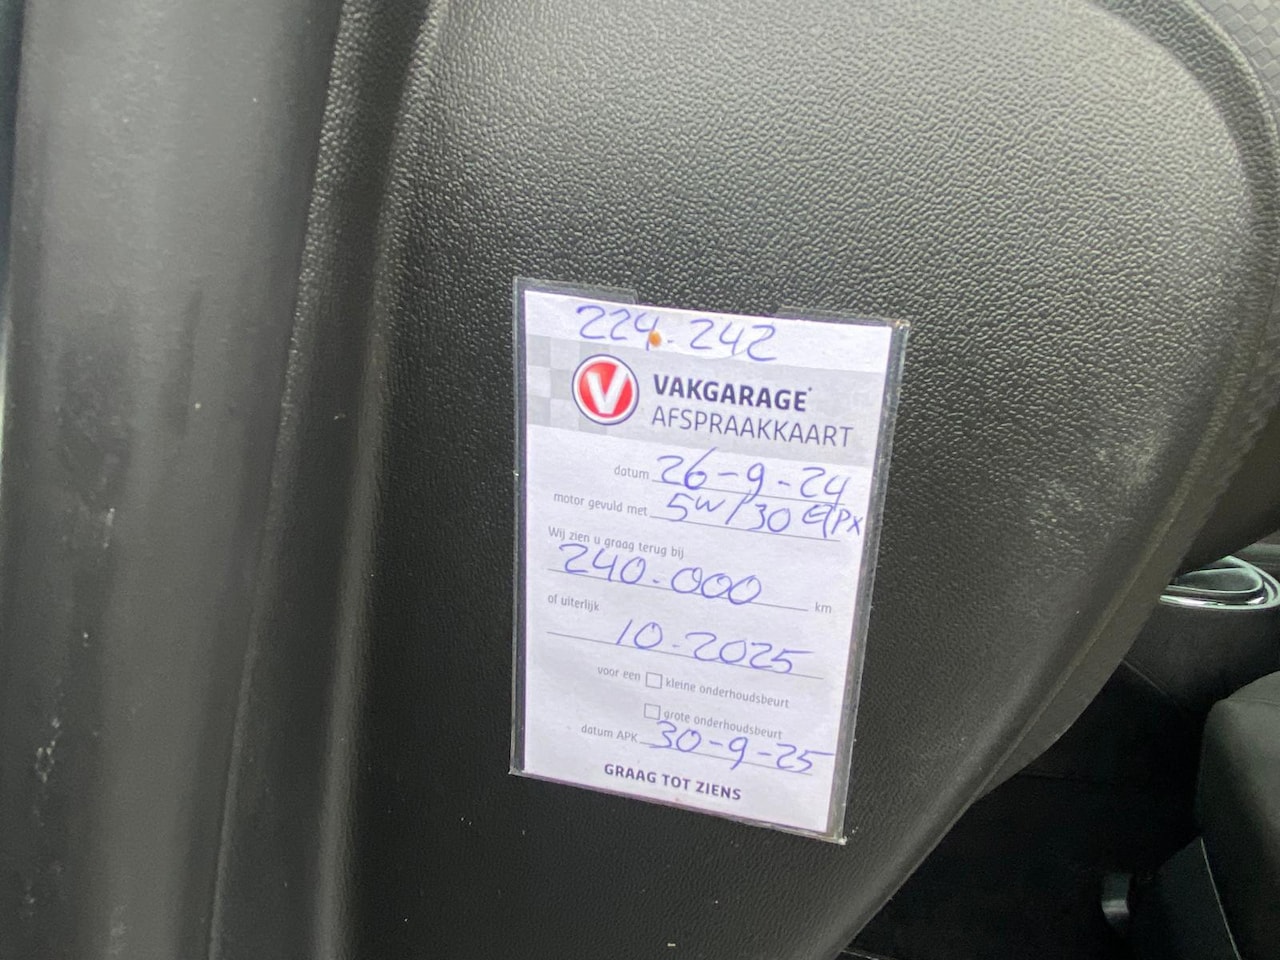 224.242
V VAKGARAGE
AFSPRAAKKAART
datum 26-9-24
motor gevuld met 5W/30
Wij zien u graag terug bij
240.000 km
of uiterlijk
10-2025
voor een kleine onderhoudsbeurt
grote onderhoudsbeurt
datum APK 30-9-25
GRAAG TOT ZIENS